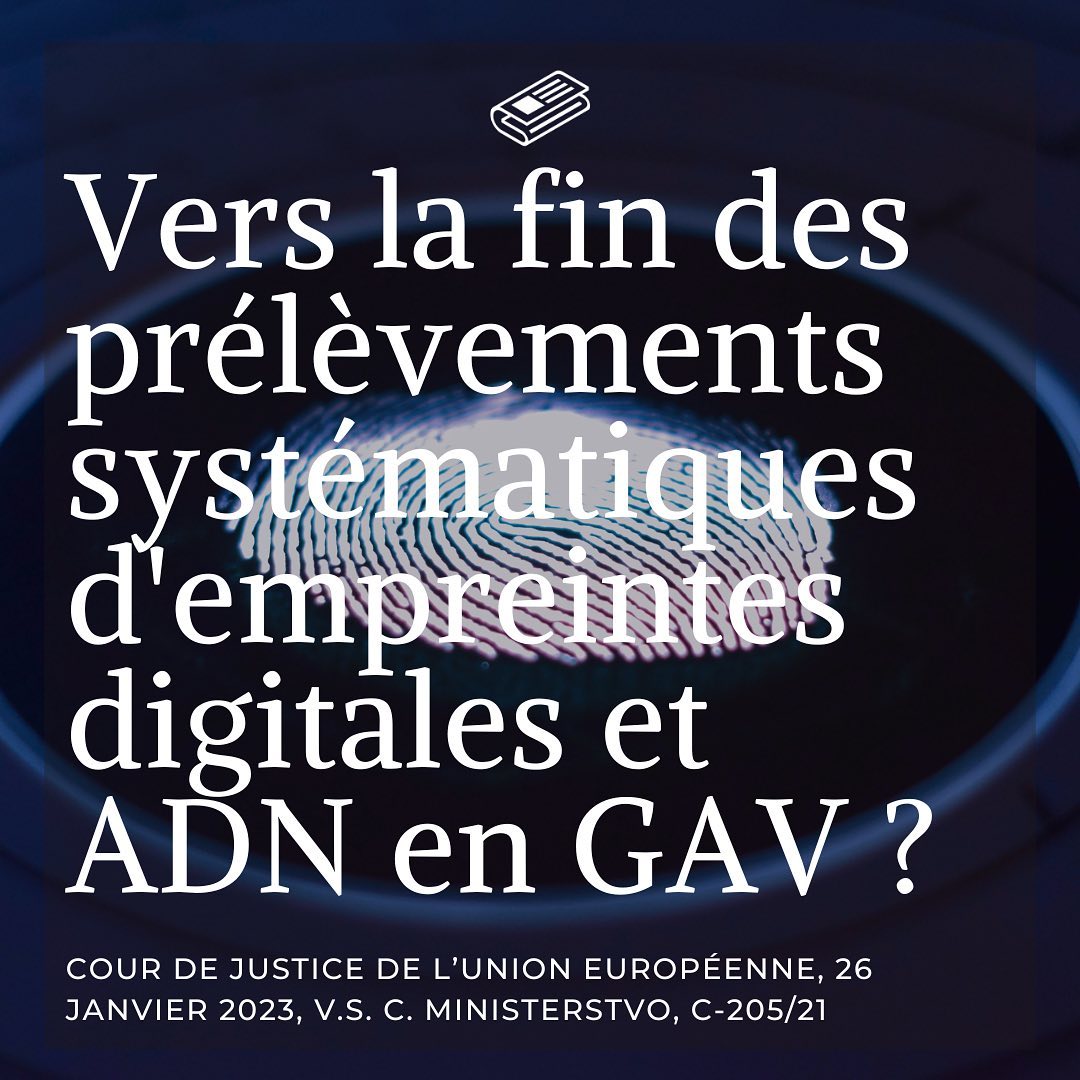 Vers la fin des
prélèvements
systématiques
d'empreintes
digitales et
ADN en GAV ?
COUR DE JUSTICE DE L’UNION EUROPÉENNE, 26
JANVIER 2023, V.S. C. MINISTERSTVO, C-205/21